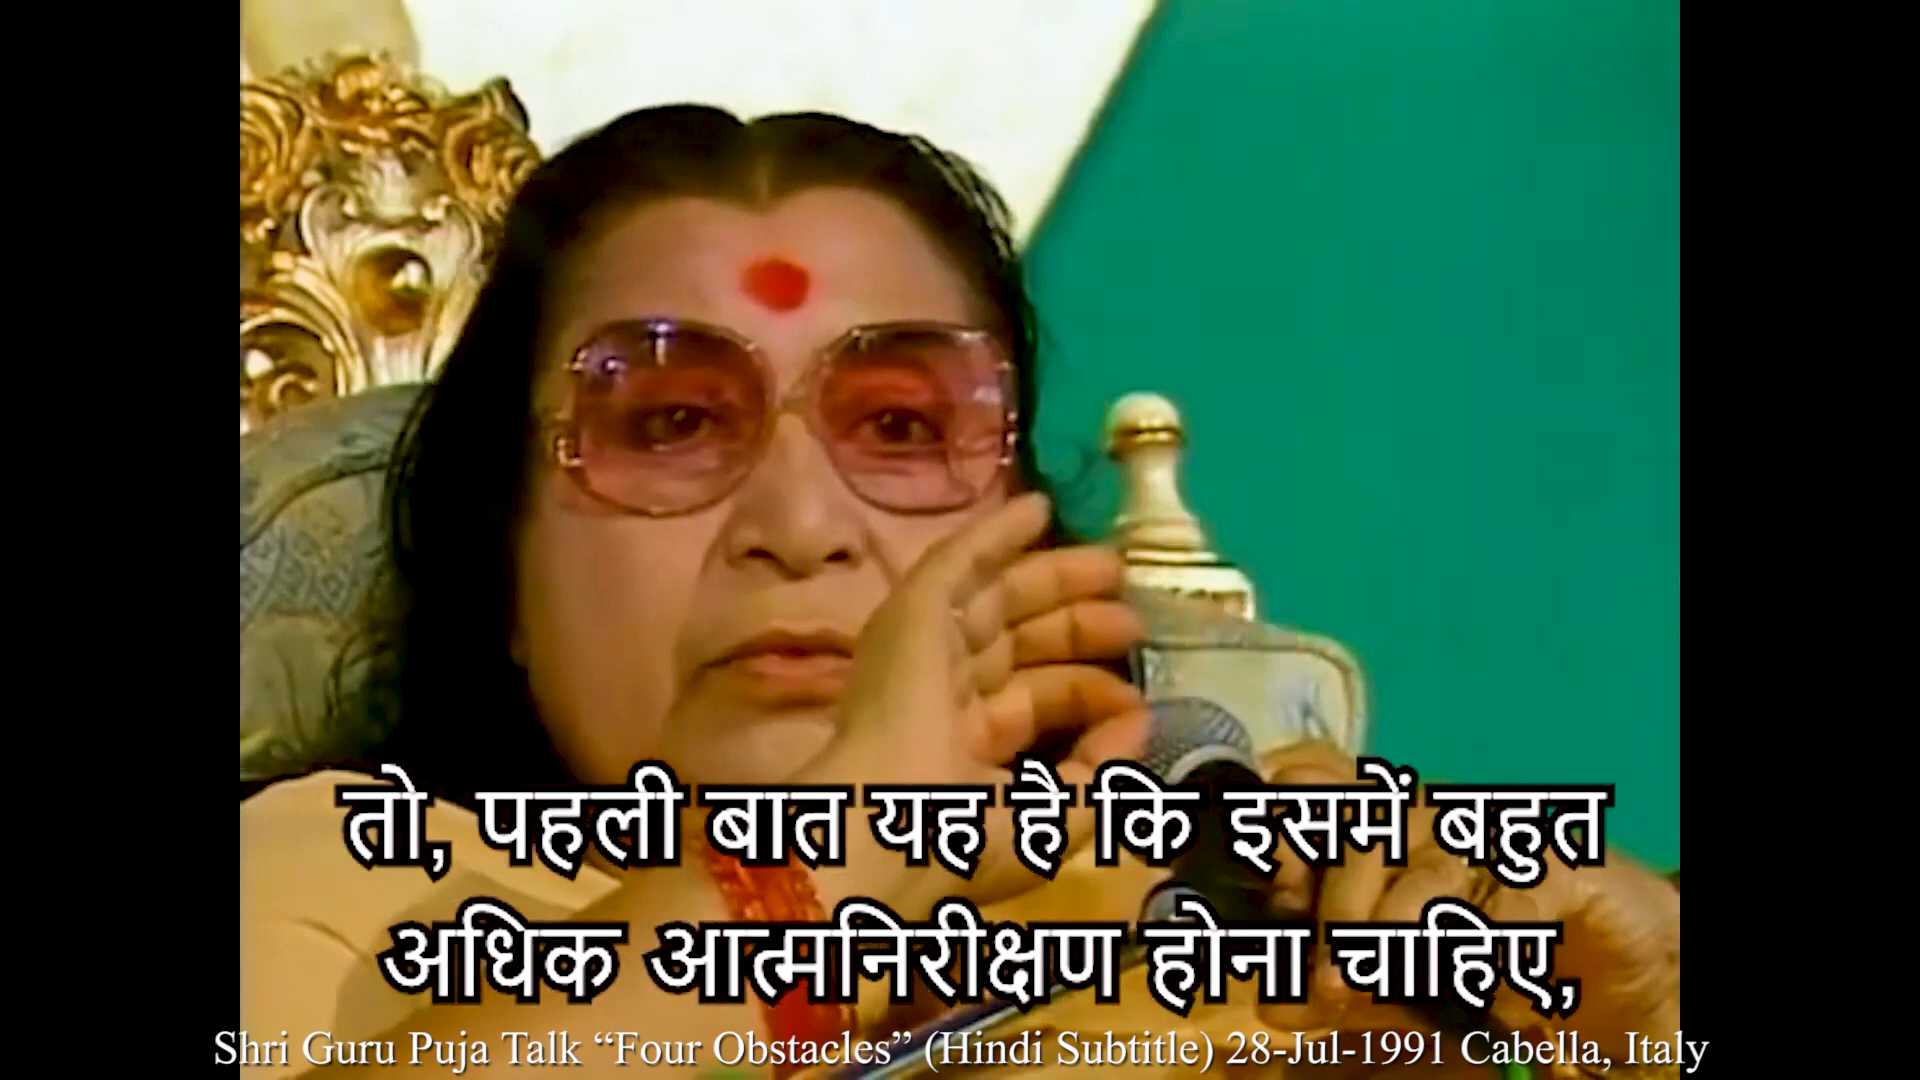 तो, पहली बात यह है कि इसमें बहुत
अधिक आत्मनिरीक्षण होना चाहिए,
Shri Guru Puja Talk “Four Obstacles” (Hindi Subtitle) 28-Jul-1991 Cabella, Italy